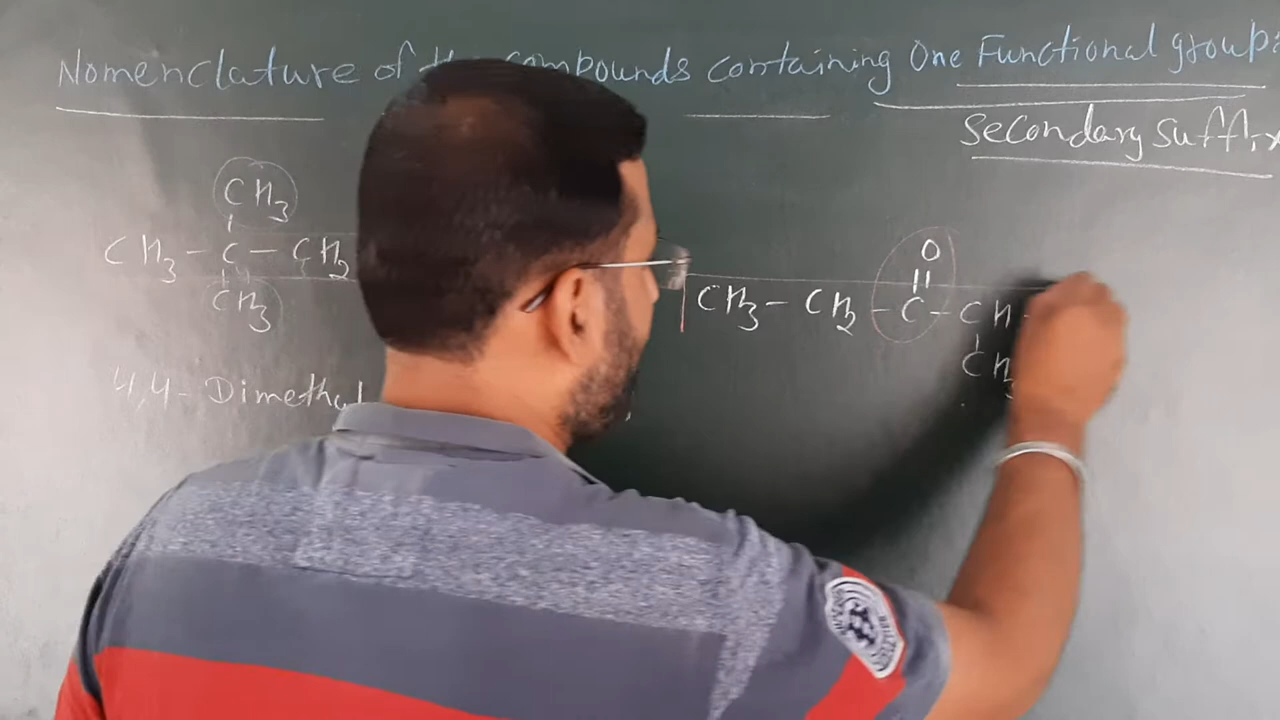 Nomenclature of the compounds containing One Functional group:
Secondary Suffix
CH3
CH3 - C - CH2
CH3
O
||
CH3 - CH2 - C - CH -
CH3
4,4- Dimethyl